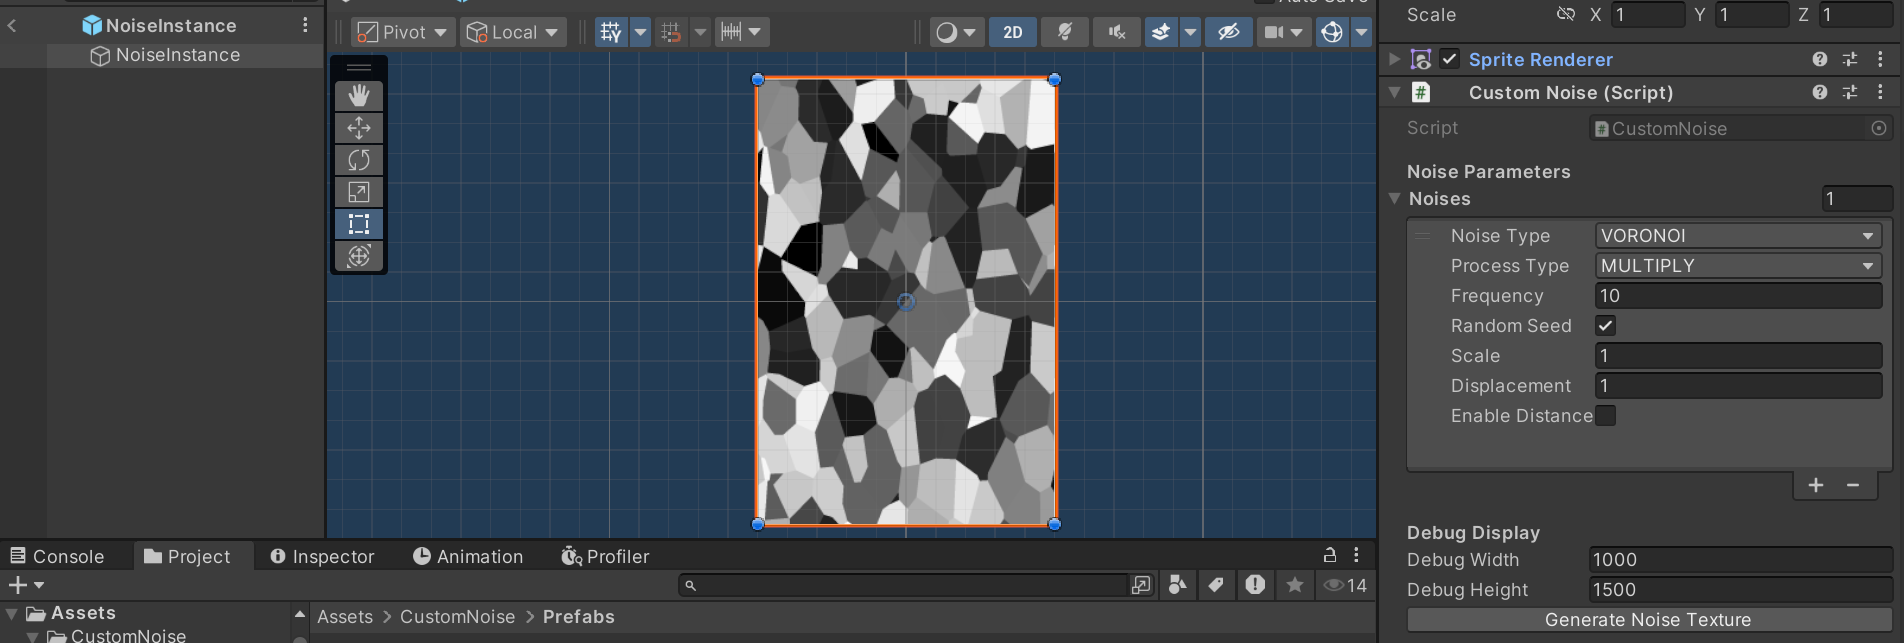 NoiseInstance
NoiseInstance
Pivot
Local
2D
Scale
X 1
Y 1
Z 1
Sprite Renderer
# Custom Noise (Script)
Script
# CustomNoise
Noise Parameters
Noises
1
Noise Type
VORONOI
Process Type
MULTIPLY
Frequency
10
Random Seed
Scale
1
Displacement
1
Enable Distance
+ −
Debug Display
Debug Width
1000
Debug Height
1500
Generate Noise Texture
Console
Project
Inspector
Animation
Profiler
14
Assets
CustomNoise
Assets > CustomNoise > Prefabs